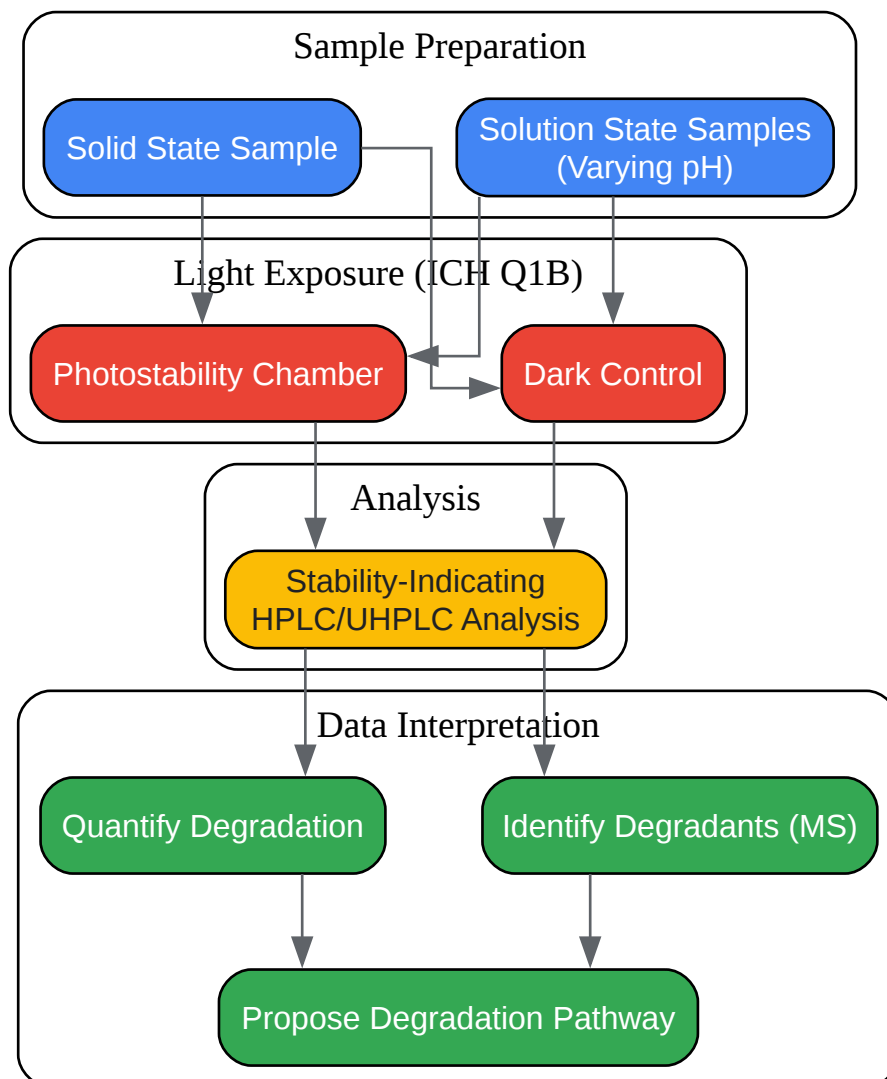 Sample Preparation
Solid State Sample
Solution State Samples
(Varying pH)
Light Exposure (ICH Q1B)
Photostability Chamber
Dark Control
Analysis
Stability-Indicating
HPLC/UHPLC Analysis
Data Interpretation
Quantify Degradation
Identify Degradants (MS)
Propose Degradation Pathway